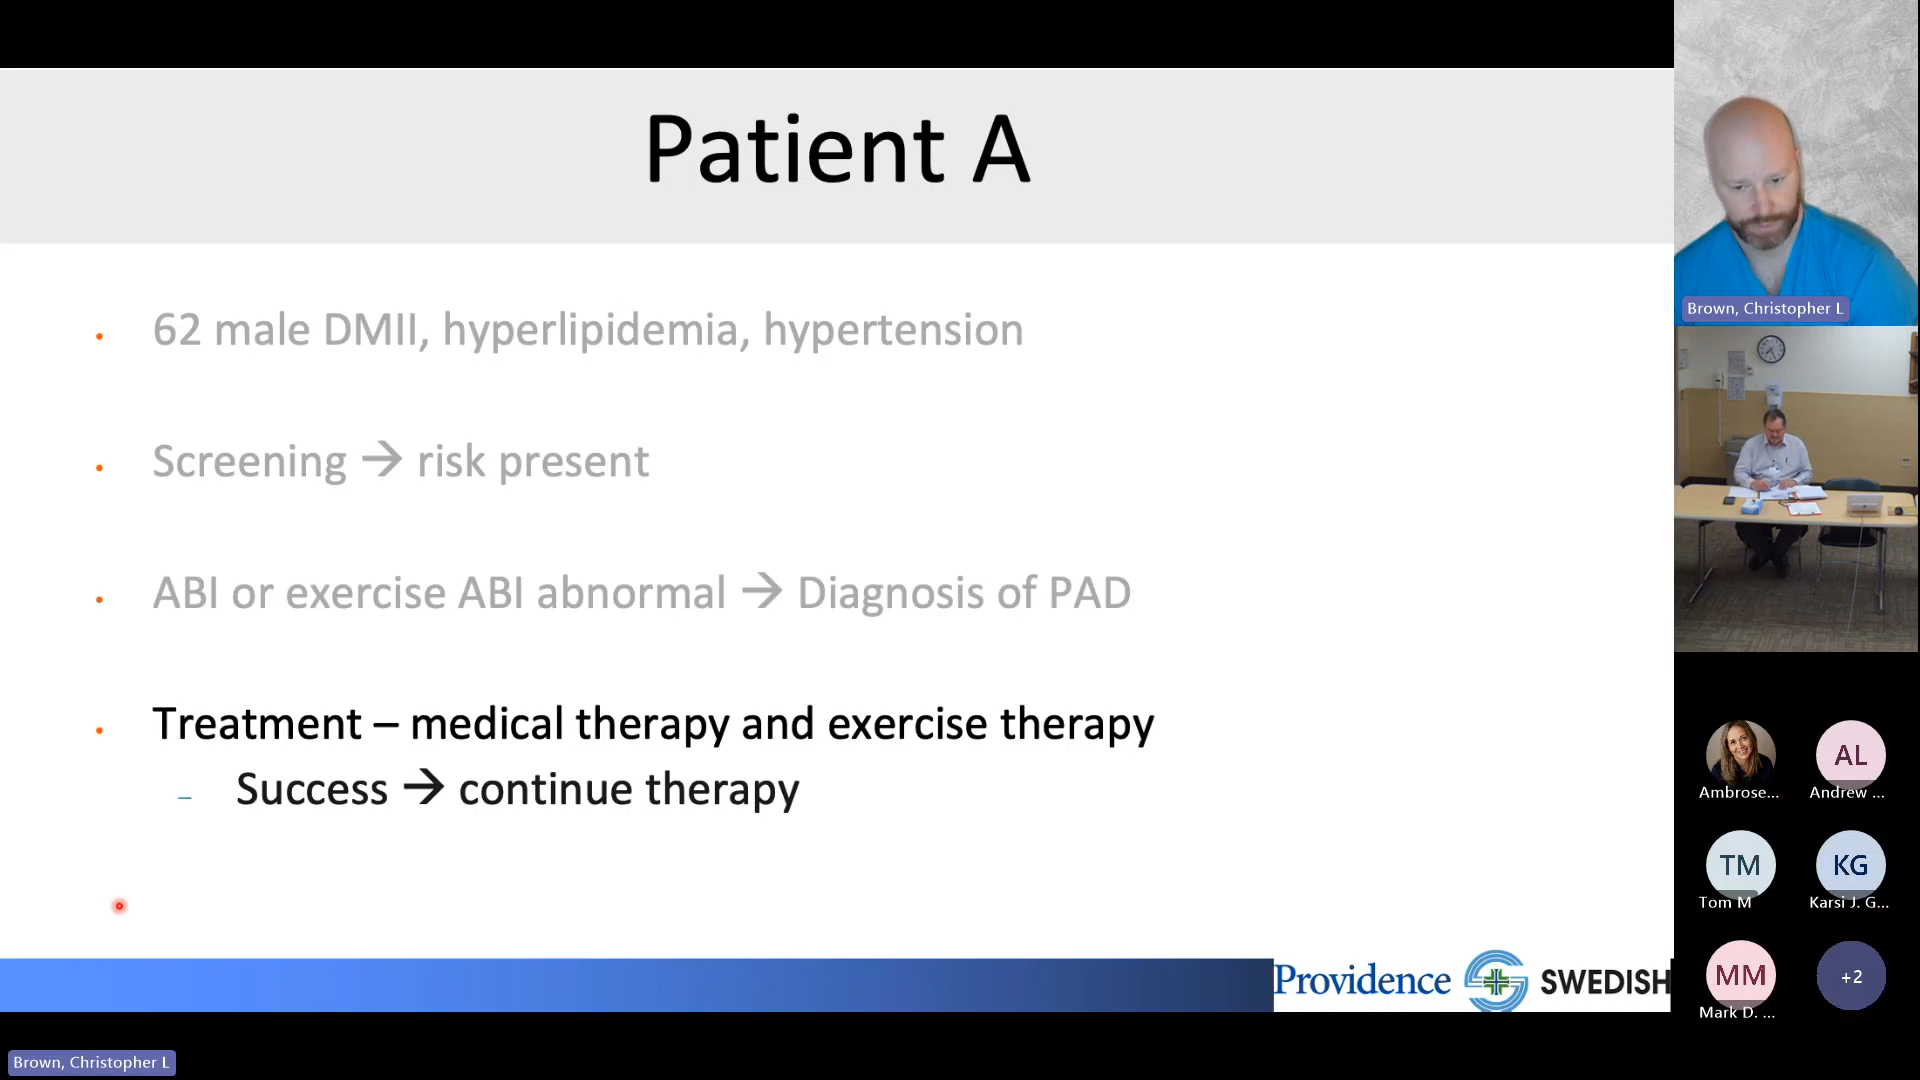 Patient A
62 male DMII, hyperlipidemia, hypertension
Screening → risk present
ABI or exercise ABI abnormal → Diagnosis of PAD
Treatment – medical therapy and exercise therapy
– Success → continue therapy
Providence SWEDISH
Brown, Christopher L
Brown, Christopher L
AL
Ambrose...
Andrew ...
TM
KG
Tom M
Karsi J. G...
MM
+2
Mark D. ...